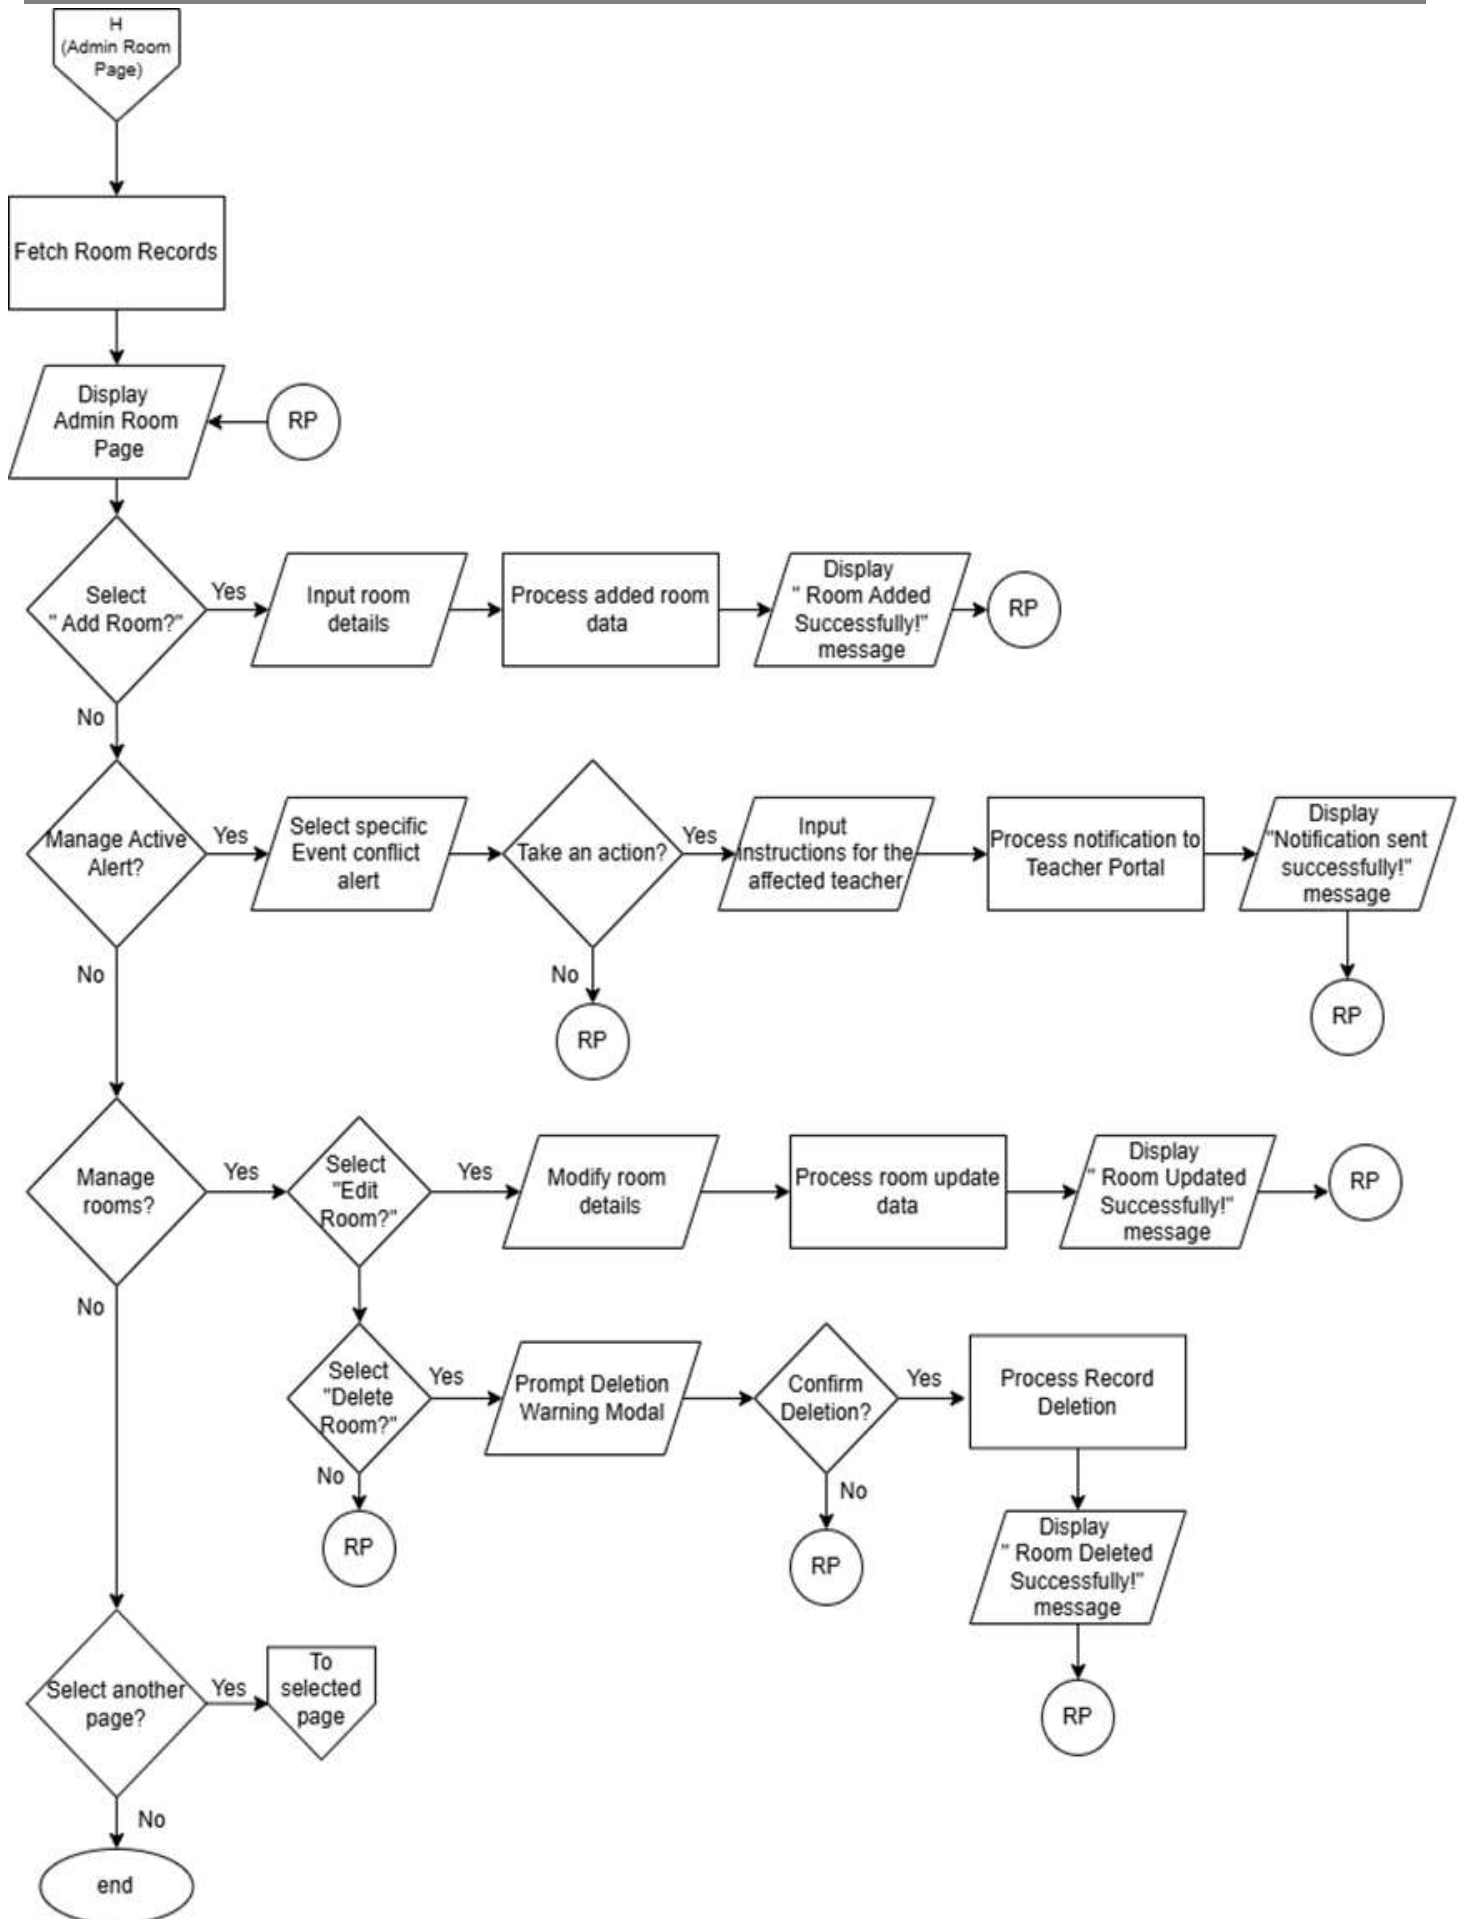 H
(Admin Room
Page)
Fetch Room Records
Display
Admin Room
Page
RP
Select
" Add Room?"
Yes
Input room
details
Process added room
data
Display
" Room Added
Successfully!"
message
RP
No
Manage Active
Alert?
Yes
Select specific
Event conflict
alert
Take an action?
Yes
Input
instructions for the
affected teacher
Process notification to
Teacher Portal
Display
"Notification sent
successfully!"
message
No
No
RP
RP
Manage
rooms?
Yes
Select
"Edit
Room?"
Yes
Modify room
details
Process room update
data
Display
" Room Updated
Successfully!"
message
RP
No
Select
"Delete
Room?"
Yes
Prompt Deletion
Warning Modal
Confirm
Deletion?
Yes
Process Record
Deletion
No
RP
No
RP
Display
" Room Deleted
Successfully!"
message
RP
Select another
page?
Yes
To
selected
page
No
end